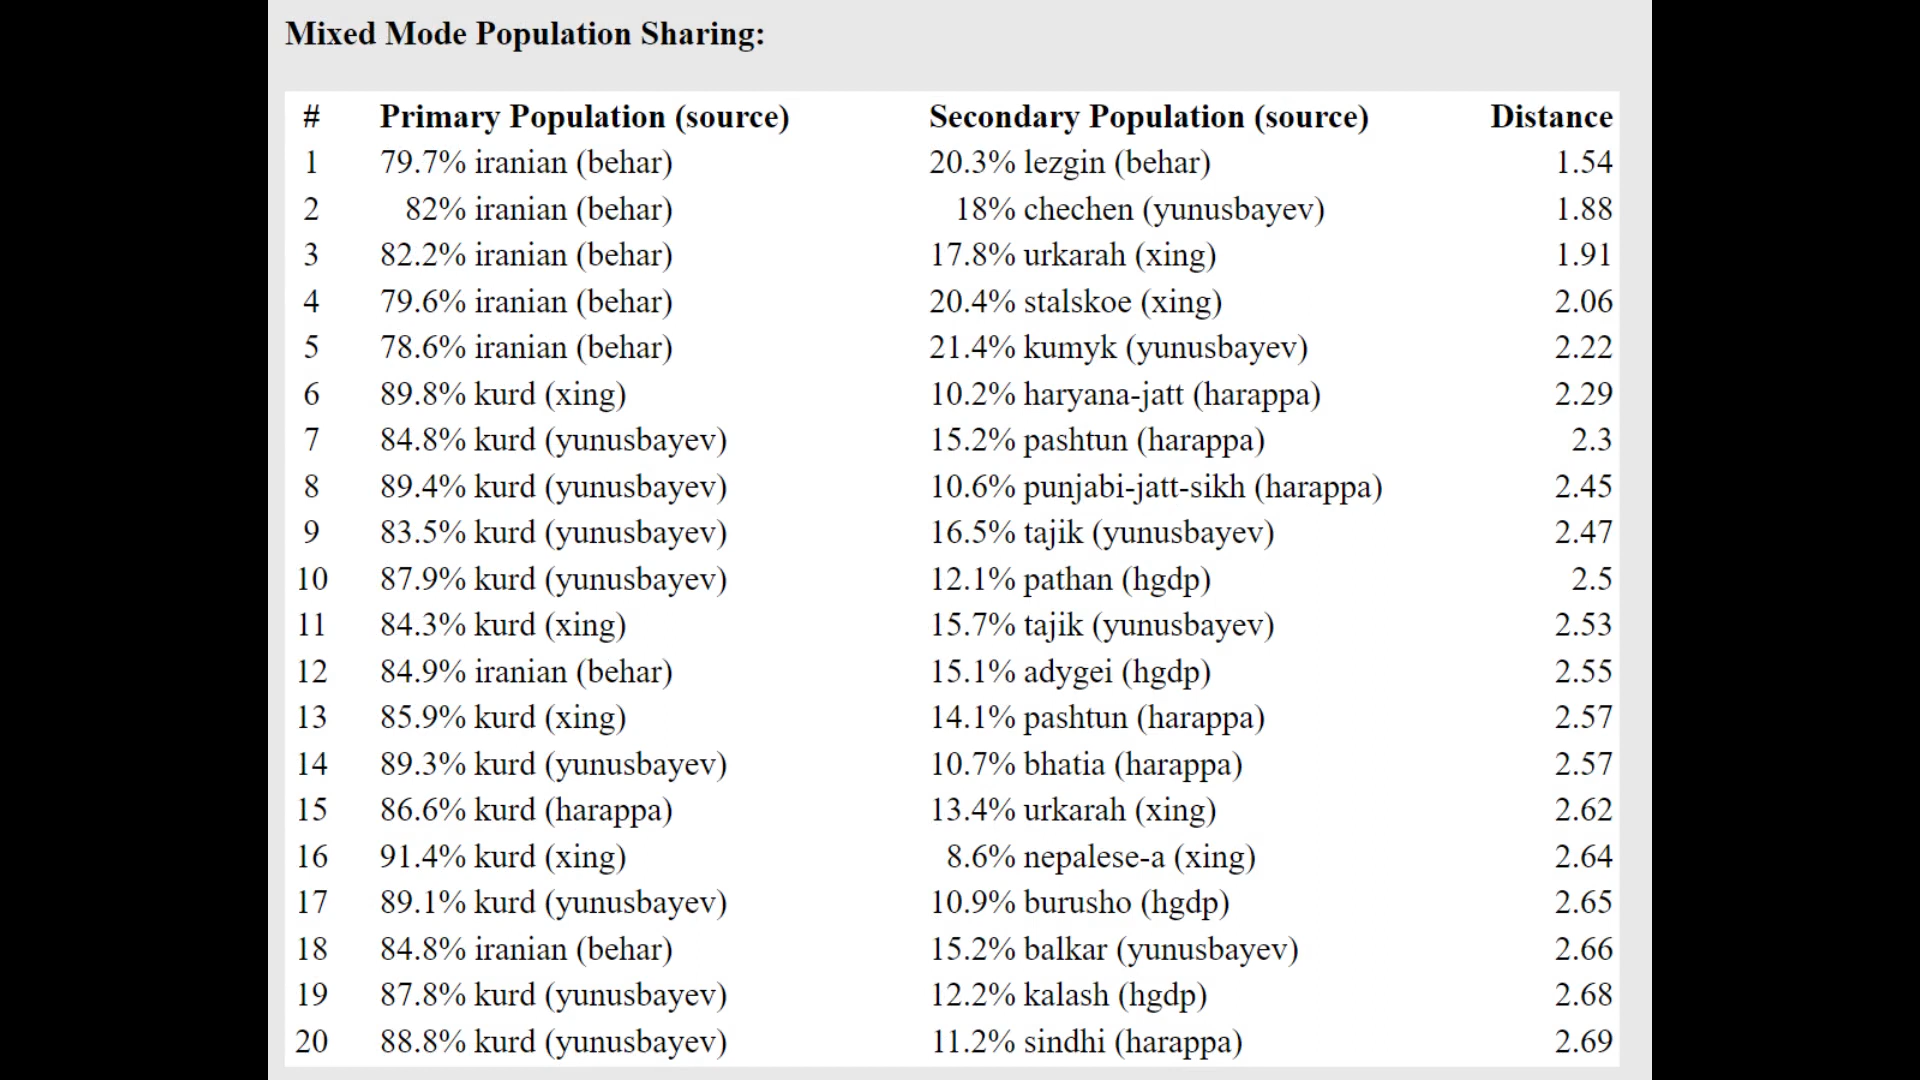 Mixed Mode Population Sharing:
# Primary Population (source) Secondary Population (source) Distance
1 79.7% iranian (behar) 20.3% lezgin (behar) 1.54
2 82% iranian (behar) 18% chechen (yunusbayev) 1.88
3 82.2% iranian (behar) 17.8% urkarah (xing) 1.91
4 79.6% iranian (behar) 20.4% stalskoe (xing) 2.06
5 78.6% iranian (behar) 21.4% kumyk (yunusbayev) 2.22
6 89.8% kurd (xing) 10.2% haryana-jatt (harappa) 2.29
7 84.8% kurd (yunusbayev) 15.2% pashtun (harappa) 2.3
8 89.4% kurd (yunusbayev) 10.6% punjabi-jatt-sikh (harappa) 2.45
9 83.5% kurd (yunusbayev) 16.5% tajik (yunusbayev) 2.47
10 87.9% kurd (yunusbayev) 12.1% pathan (hgdp) 2.5
11 84.3% kurd (xing) 15.7% tajik (yunusbayev) 2.53
12 84.9% iranian (behar) 15.1% adygei (hgdp) 2.55
13 85.9% kurd (xing) 14.1% pashtun (harappa) 2.57
14 89.3% kurd (yunusbayev) 10.7% bhatia (harappa) 2.57
15 86.6% kurd (harappa) 13.4% urkarah (xing) 2.62
16 91.4% kurd (xing) 8.6% nepalese-a (xing) 2.64
17 89.1% kurd (yunusbayev) 10.9% burusho (hgdp) 2.65
18 84.8% iranian (behar) 15.2% balkar (yunusbayev) 2.66
19 87.8% kurd (yunusbayev) 12.2% kalash (hgdp) 2.68
20 88.8% kurd (yunusbayev) 11.2% sindhi (harappa) 2.69